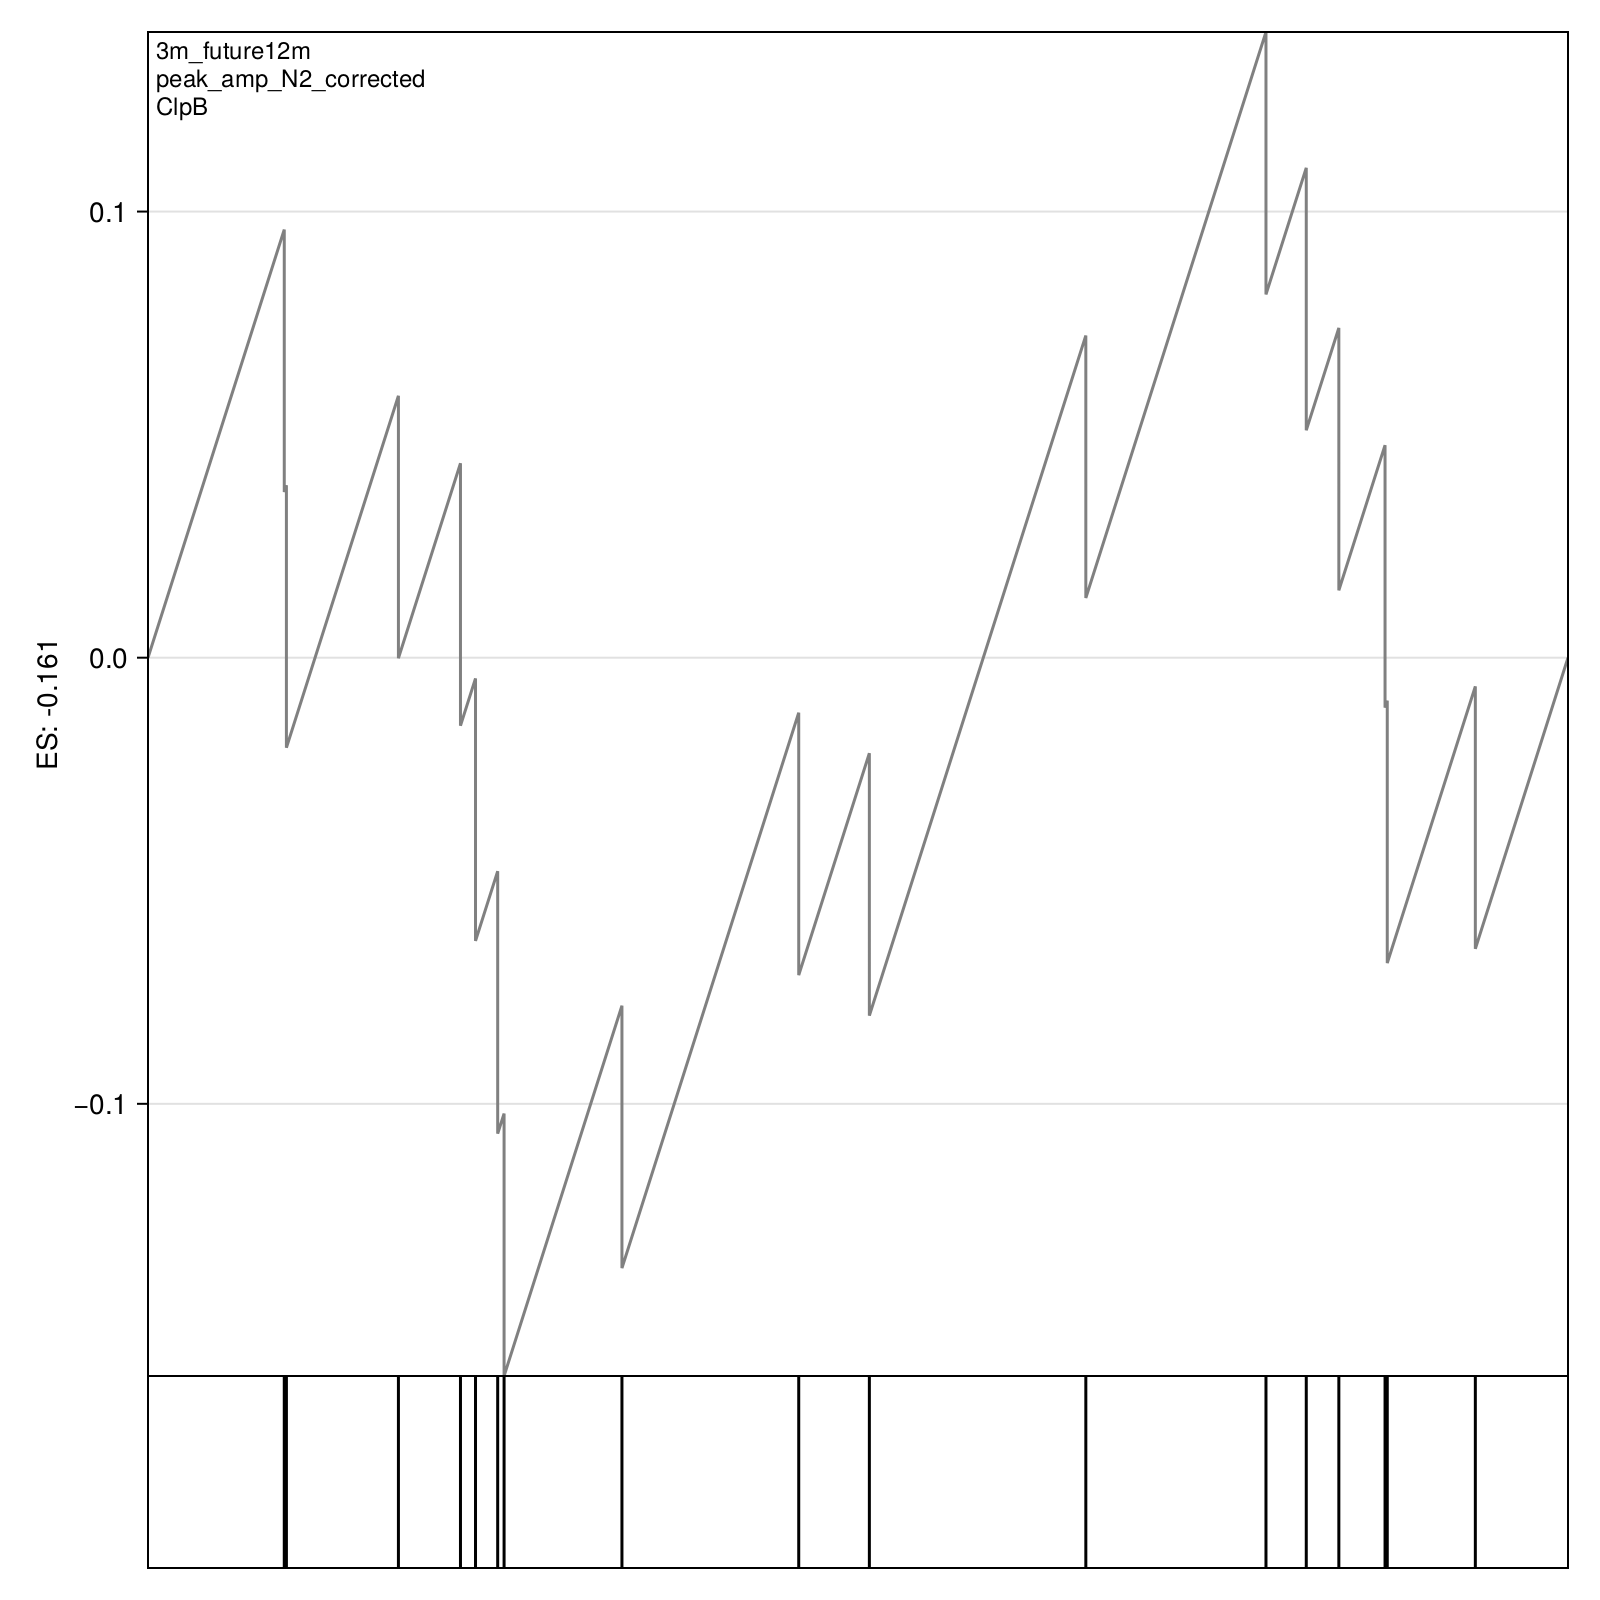 3m_future12m
peak_amp_N2_corrected
ClpB
0.1
0.0
−0.1
ES: -0.161